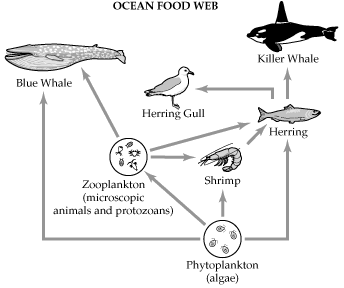 OCEAN FOOD WEB
Killer Whale
Blue Whale
Herring Gull
Herring
Shrimp
Zooplankton
(microscopic
animals and protozoans)
Phytoplankton
(algae)